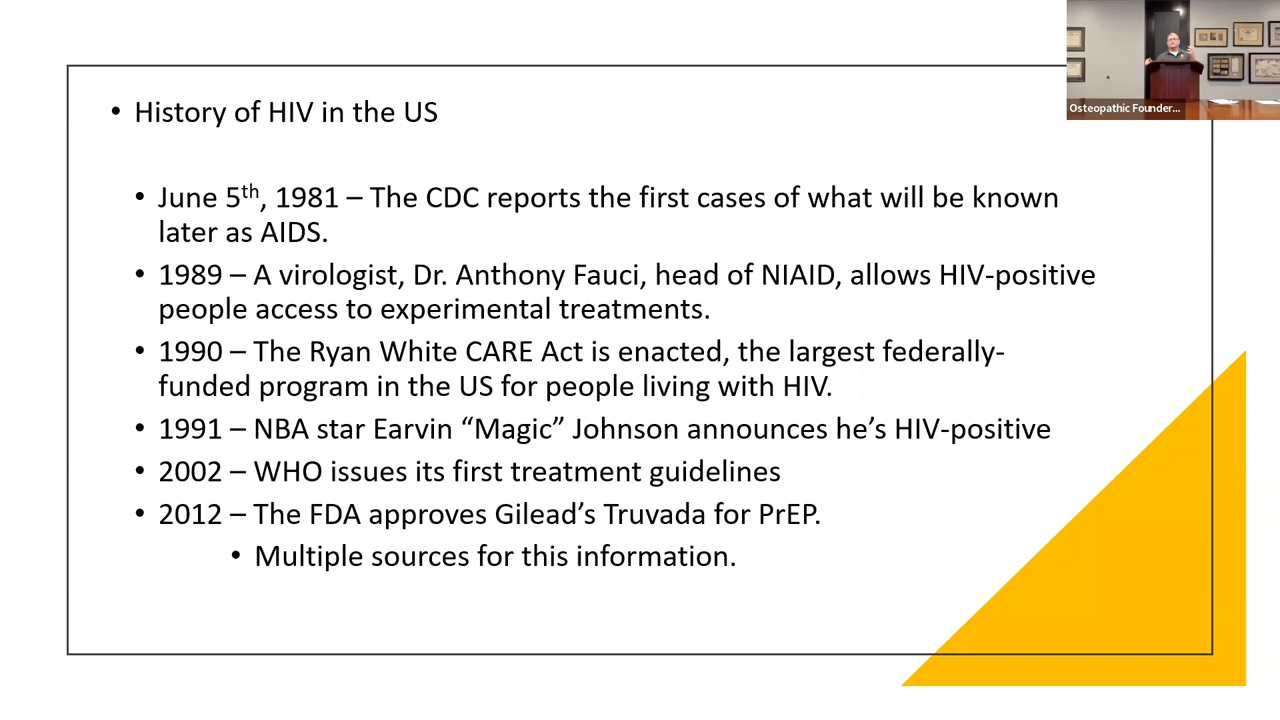 • History of HIV in the US
• June 5th, 1981 – The CDC reports the first cases of what will be known
later as AIDS.
• 1989 – A virologist, Dr. Anthony Fauci, head of NIAID, allows HIV-positive
people access to experimental treatments.
• 1990 – The Ryan White CARE Act is enacted, the largest federally-
funded program in the US for people living with HIV.
• 1991 – NBA star Earvin “Magic” Johnson announces he’s HIV-positive
• 2002 – WHO issues its first treatment guidelines
• 2012 – The FDA approves Gilead’s Truvada for PrEP.
• Multiple sources for this information.
Osteopathic Founder...